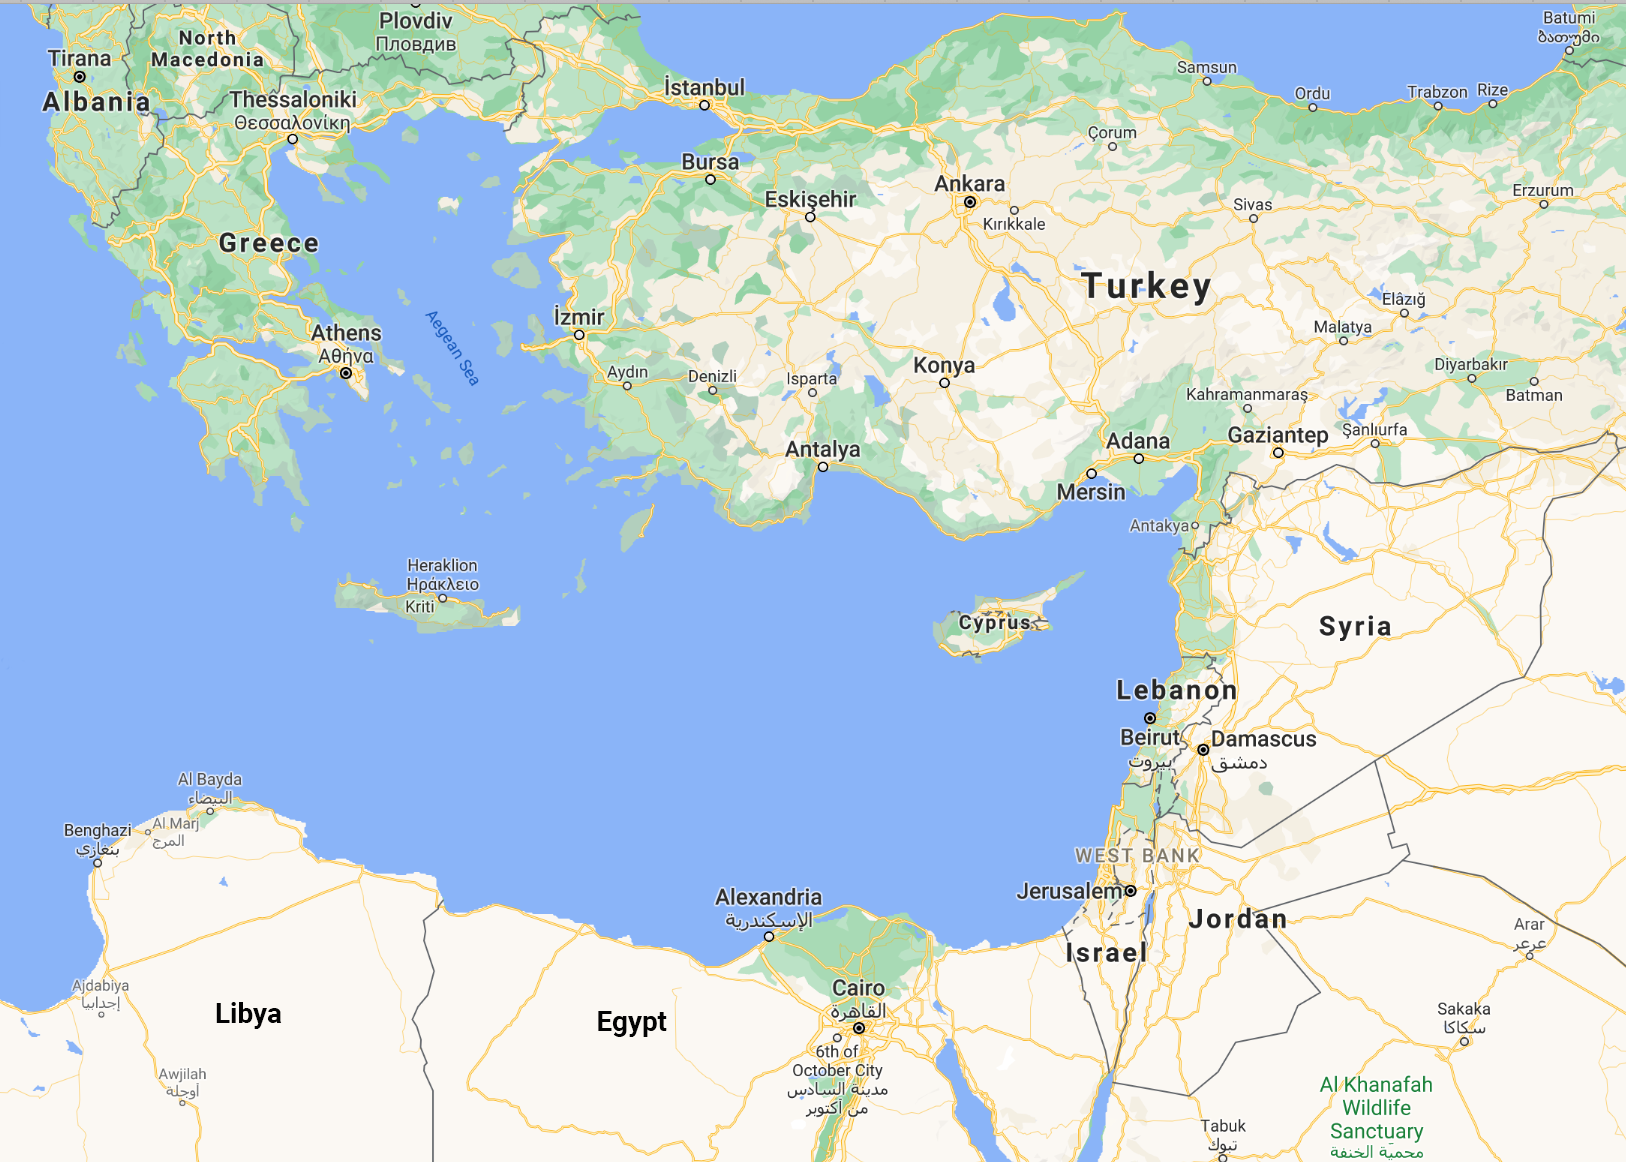 Plovdiv
Пловдив
Batumi
ბათუმი
North
Macedonia
Tirana
Albania
Thessaloniki
Θεσσαλονίκη
İstanbul
Samsun
Ordu
Trabzon
Rize
Çorum
Bursa
Ankara
Eskişehir
Kırıkkale
Sivas
Erzurum
Greece
Turkey
Elâzığ
Malatya
Aegean Sea
İzmir
Athens
Αθήνα
Aydın
Denizli
Isparta
Konya
Diyarbakır
Batman
Kahramanmaraş
Adana
Gaziantep
Şanlıurfa
Antalya
Mersin
Antakya
Heraklion
Ηράκλειο
Kriti
Cyprus
Syria
Lebanon
Beirut
بيروت
Damascus
دمشق
Al Bayda
البيضاء
Benghazi
بنغازي
Al Marj
المرج
WEST BANK
Jerusalem
Alexandria
الإسكندرية
Jordan
Israel
Arar
عرعر
Ajdabiya
إجدابيا
Libya
Egypt
Cairo
القاهرة
Sakaka
سكاكا
6th of
October City
مدينة السادس
من أكتوبر
Awjilah
أوجلة
Al Khanafah
Wildlife
Sanctuary
محمية الخنفة
Tabuk
تبوك